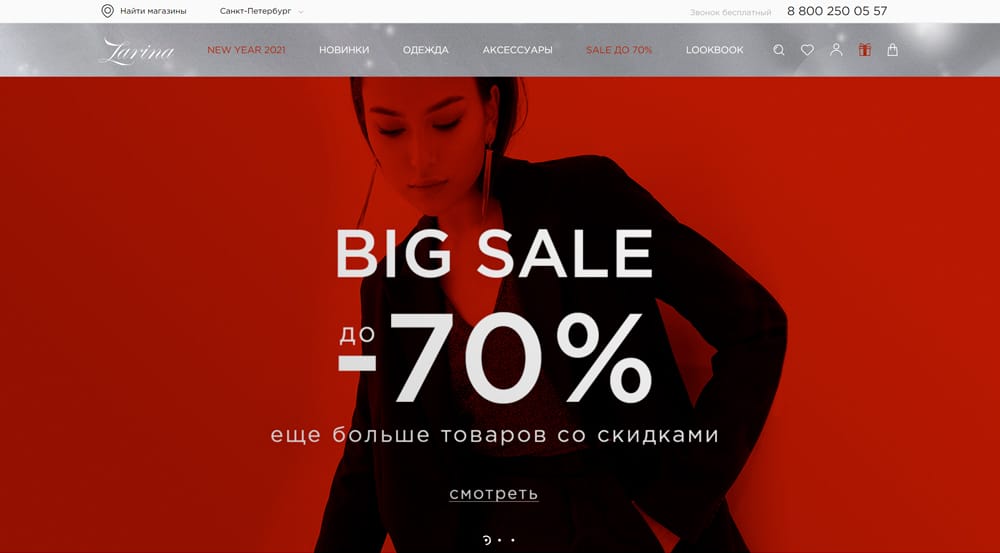 Найти магазины
Санкт-Петербург
Звонок бесплатный
8 800 250 05 57
Zarina
NEW YEAR 2021
НОВИНКИ
ОДЕЖДА
АКСЕССУАРЫ
SALE ДО 70%
LOOKBOOK
BIG SALE
до
-70%
еще больше товаров со скидками
смотреть